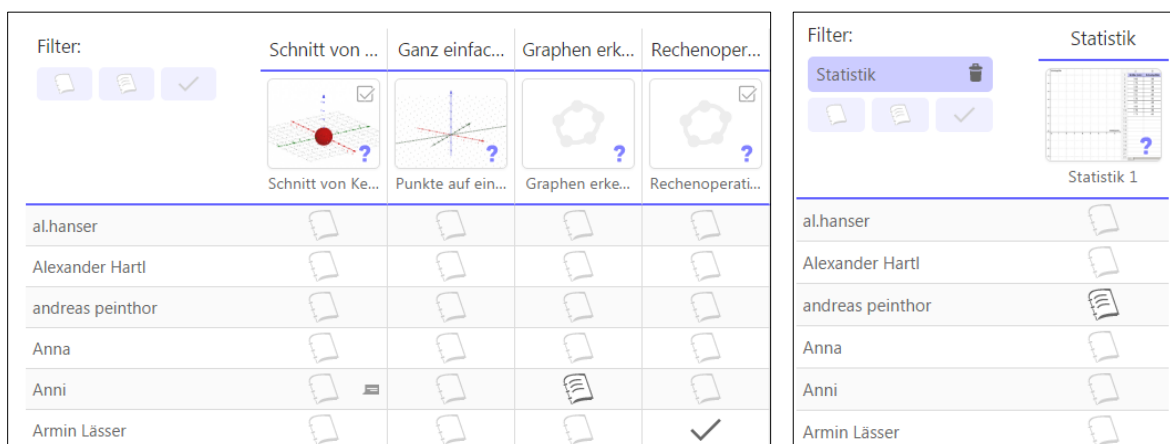 Filter:
Schnitt von ... Ganz einfac... Graphen erk... Rechenoper...
? ? ? ?
Schnitt von Ke... Punkte auf ein... Graphen erke... Rechenoperati...
al.hanser
Alexander Hartl
andreas peinthor
Anna
Anni
Armin Lässer
Filter:
Statistik
Statistik
?
Statistik 1
al.hanser
Alexander Hartl
andreas peinthor
Anna
Anni
Armin Lässer